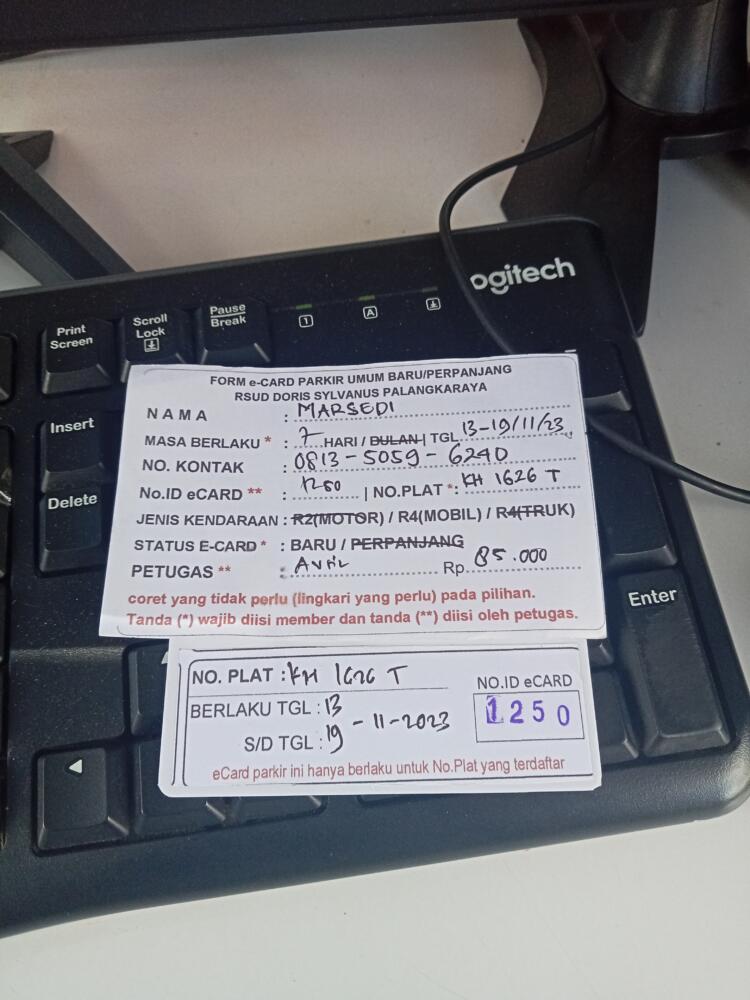 ogitech
Print Screen
Scroll Lock
Pause Break
1
A
Insert
Delete
Enter
FORM e-CARD PARKIR UMUM BARU/PERPANJANG
RSUD DORIS SYLVANUS PALANGKARAYA
NAMA : MARSEDI
MASA BERLAKU * : 7 HARI / BULAN | TGL 13-19/11/23
NO. KONTAK : 0813-5059-6240
No.ID eCARD ** : 1250 | NO.PLAT *: KH 1626 T
JENIS KENDARAAN : R2(MOTOR) / R4(MOBIL) / R4(TRUK)
STATUS E-CARD * : BARU / PERPANJANG
PETUGAS ** : Avril Rp. 85.000
coret yang tidak perlu (lingkari yang perlu) pada pilihan.
Tanda (*) wajib diisi member dan tanda (**) diisi oleh petugas.
NO. PLAT : KH 1626 T
NO.ID eCARD
1250
BERLAKU TGL : 13
S/D TGL : 19 - 11 - 2023
eCard parkir ini hanya berlaku untuk No.Plat yang terdaftar